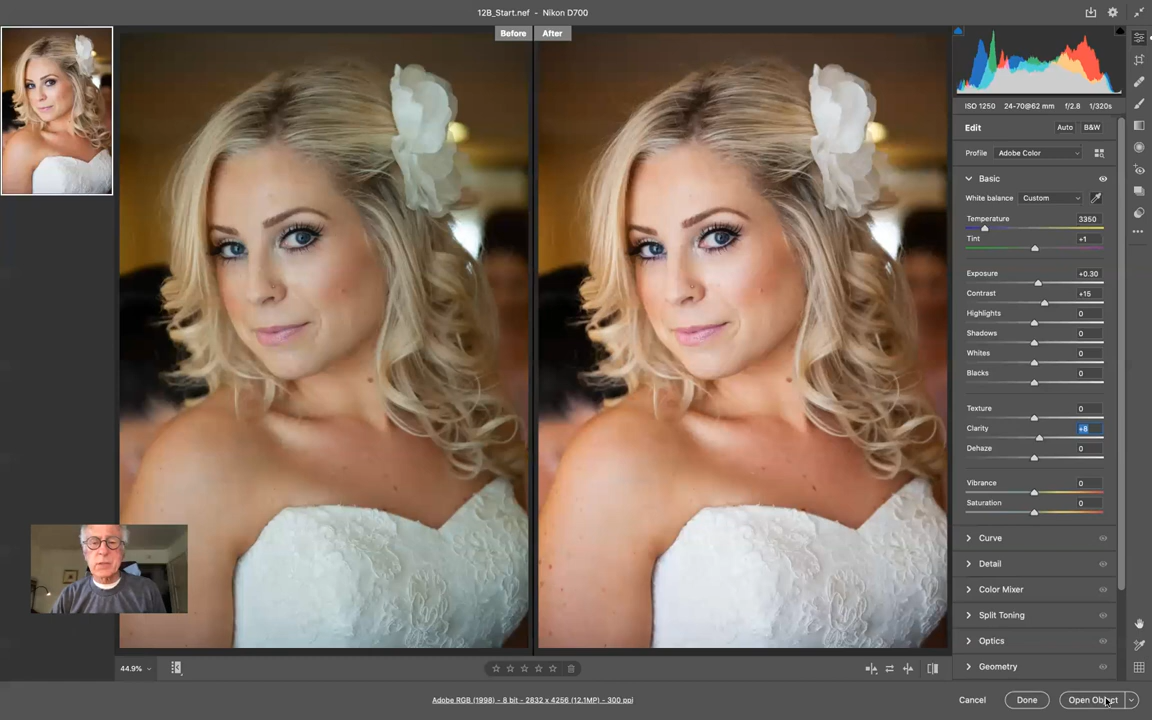 12B_Start.nef - Nikon D700
Before After
ISO 1250 24-70@62 mm f/2.8 1/320s
Edit Auto B&W
Profile Adobe Color
Basic
White balance Custom
Temperature 3350
Tint +1
Exposure +0.30
Contrast +15
Highlights 0
Shadows 0
Whites 0
Blacks 0
Texture 0
Clarity +8
Dehaze 0
Vibrance 0
Saturation 0
Curve
Detail
Color Mixer
Split Toning
Optics
Geometry
44.9%
Adobe RGB (1998) - 8 bit - 2832 x 4256 (12.1MP) - 300 ppi
Cancel Done Open Object